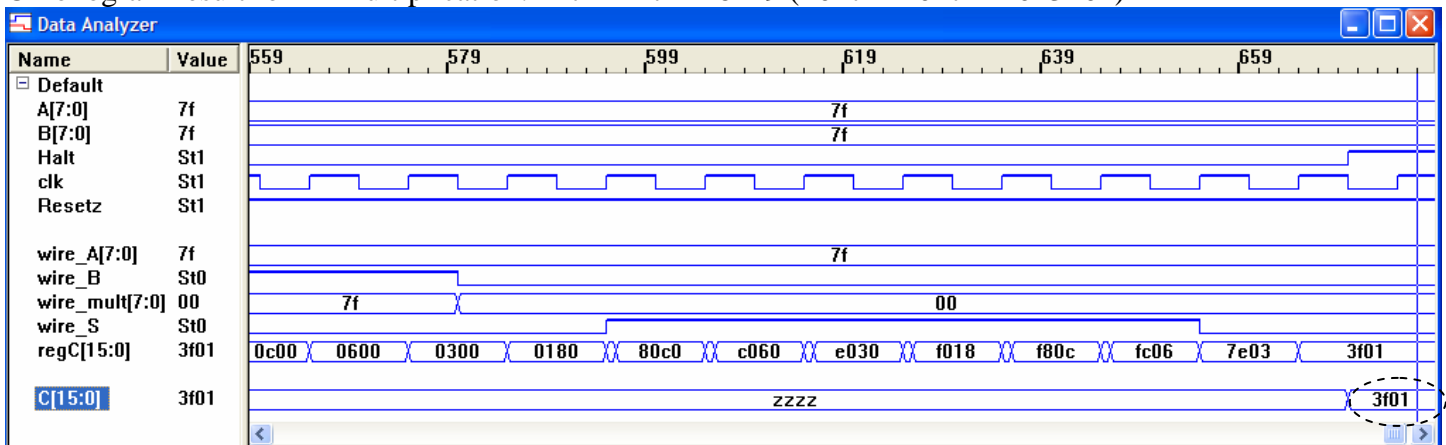 Data Analyzer
Name Value 559 579 599 619 639 659
Default
A[7:0] 7f 7f
B[7:0] 7f 7f
Halt St1
clk St1
Resetz St1
wire_A[7:0] 7f 7f
wire_B St0
wire_mult[7:0] 00 7f 00
wire_S St0
regC[15:0] 3f01 0c00 0600 0300 0180 80c0 c060 e030 f018 f80c fc06 7e03 3f01
C[15:0] 3f01 zzzz 3f01